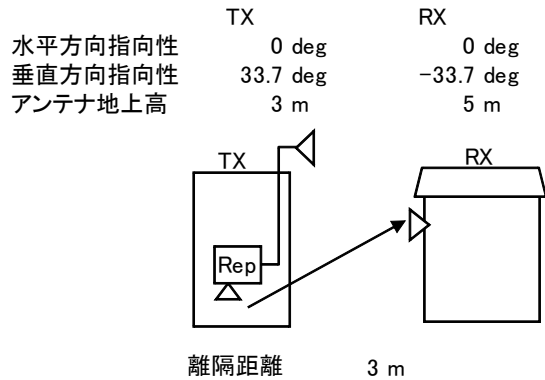 TX RX
水平方向指向性 0 deg 0 deg
垂直方向指向性 33.7 deg -33.7 deg
アンテナ地上高 3 m 5 m
TX RX
Rep
離隔距離 3 m